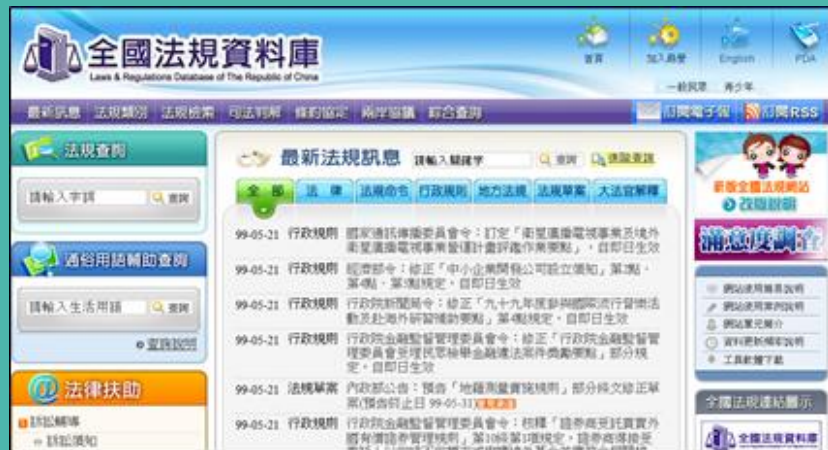 全國法規資料庫
Laws & Regulations Database of The Republic of China
首頁
加入最愛
English
PDA
一般民眾 青少年
最新訊息 法規類別 法規檢索 司法判解 條約協定 兩岸協議 綜合查詢
訂閱電子報 訂閱RSS
法規查詢
請輸入字詞 查詢
通俗用語輔助查詢
請輸入生活用語 查詢
查詢說明
法律扶助
訴訟輔導
訴訟須知
最新法規訊息 請輸入關鍵字 查詢 進階查詢
全部 法律 法規命令 行政規則 地方法規 法規草案 大法官解釋
99-05-21 行政規則 國家通訊傳播委員會令：訂定「衛星廣播電視事業及境外
衛星廣播電視事業營運計畫評鑑作業要點」，自即日生效
99-05-21 行政規則 經濟部令：修正「中小企業開發公司設立須知」
規定，自即日生效
99-05-21 行政規則 行政院新聞局令：修正「九十九年度參與國際流行音樂活
動及赴海外研習補助要點」第4點規定，自即日生效
99-05-21 行政規則 行政院金融監督管理委員會令：修正「行政院金融監督管
理委員會受理民眾檢舉金融違法案件獎勵要點」部分規
定，自即日生效
99-05-21 法規草案 內政部公告：預告「地籍測量實施規則」部分條文修正草
案(預告終止日 99-05-31)
99-05-21 行政規則 行政院金融監督管理委員會令：核釋「證券商受託買賣外
國有價證券管理規則」第10條第1項規定，證券商得接受
新版全國法規網站
改版說明
滿意度調查
網站使用簡易說明
網站使用案例說明
網站單元簡介
資料更新頻率說明
工具軟體下載
全國法規連結圖示
全國法規資料庫